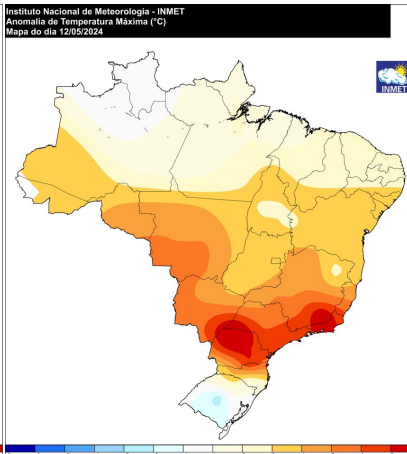 Instituto Nacional de Meteorologia - INMET
Anomalia de Temperatura Máxima (°C)
Mapa do dia 12/05/2024
INMET